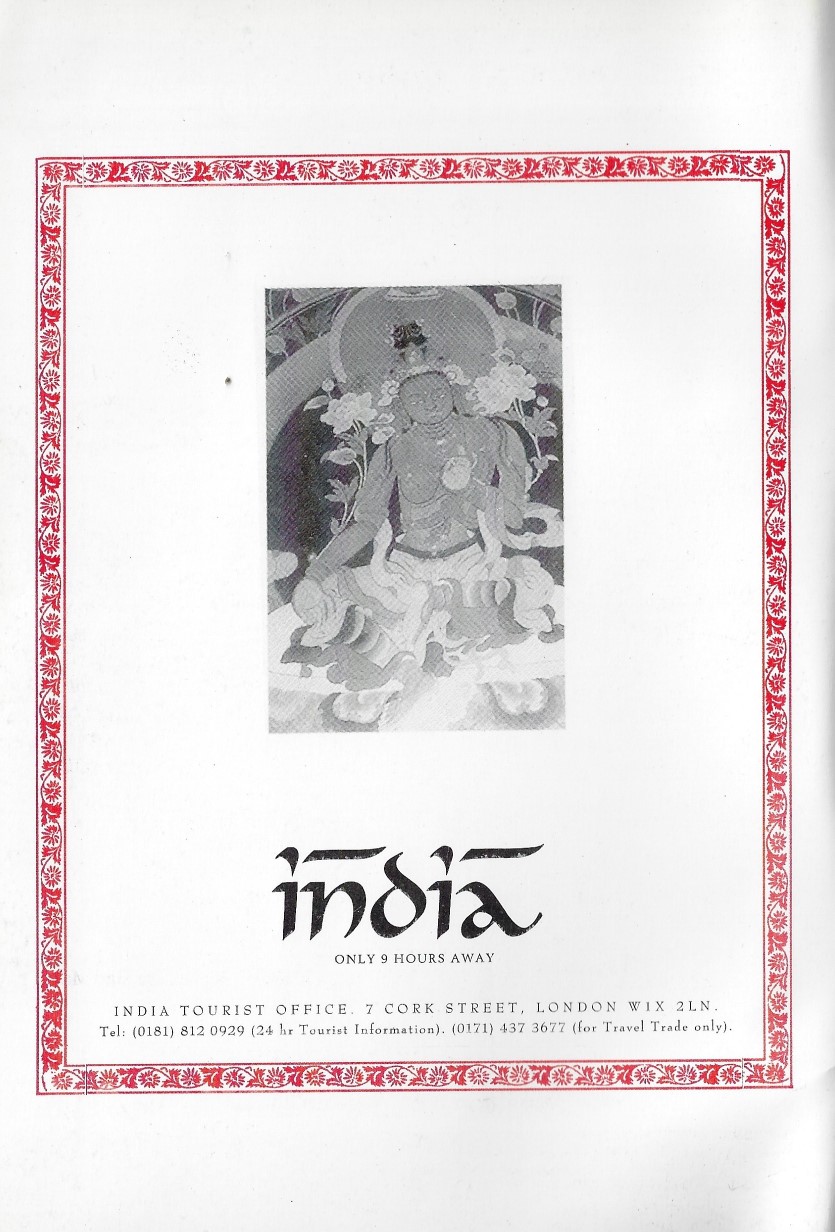 india
ONLY 9 HOURS AWAY
INDIA TOURIST OFFICE. 7 CORK STREET, LONDON W1X 2LN.
Tel: (0181) 812 0929 (24 hr Tourist Information). (0171) 437 3677 (for Travel Trade only).